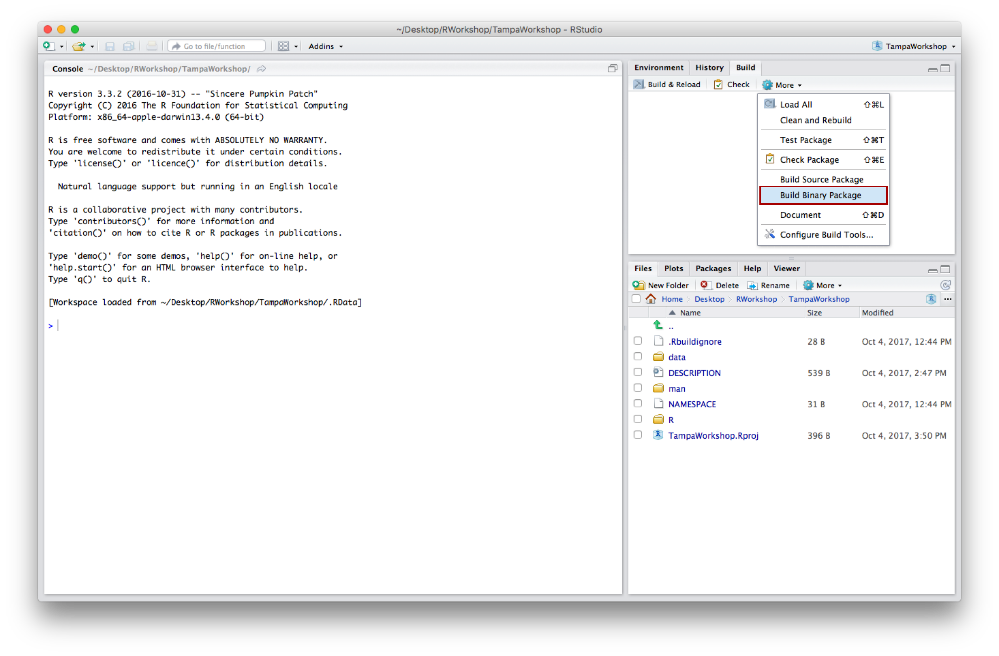 ~/Desktop/RWorkshop/TampaWorkshop - RStudio
Go to file/function
Addins
TampaWorkshop
Console ~/Desktop/RWorkshop/TampaWorkshop/
R version 3.3.2 (2016-10-31) -- "Sincere Pumpkin Patch"
Copyright (C) 2016 The R Foundation for Statistical Computing
Platform: x86_64-apple-darwin13.4.0 (64-bit)
R is free software and comes with ABSOLUTELY NO WARRANTY.
You are welcome to redistribute it under certain conditions.
Type 'license()' or 'licence()' for distribution details.
Natural language support but running in an English locale
R is a collaborative project with many contributors.
Type 'contributors()' for more information and
'citation()' on how to cite R or R packages in publications.
Type 'demo()' for some demos, 'help()' for on-line help, or
'help.start()' for an HTML browser interface to help.
Type 'q()' to quit R.
[Workspace loaded from ~/Desktop/RWorkshop/TampaWorkshop/.RData]
>
Environment History Build
Build & Reload Check More
Load All ⇧⌘L
Clean and Rebuild
Test Package ⇧⌘T
Check Package ⇧⌘E
Build Source Package
Build Binary Package
Document ⇧⌘D
Configure Build Tools...
Files Plots Packages Help Viewer
New Folder Delete Rename More
Home Desktop RWorkshop TampaWorkshop ...
Name Size Modified
..
.Rbuildignore 28 B Oct 4, 2017, 12:44 PM
data
DESCRIPTION 539 B Oct 4, 2017, 2:47 PM
man
NAMESPACE 31 B Oct 4, 2017, 12:44 PM
R
TampaWorkshop.Rproj 396 B Oct 4, 2017, 3:50 PM